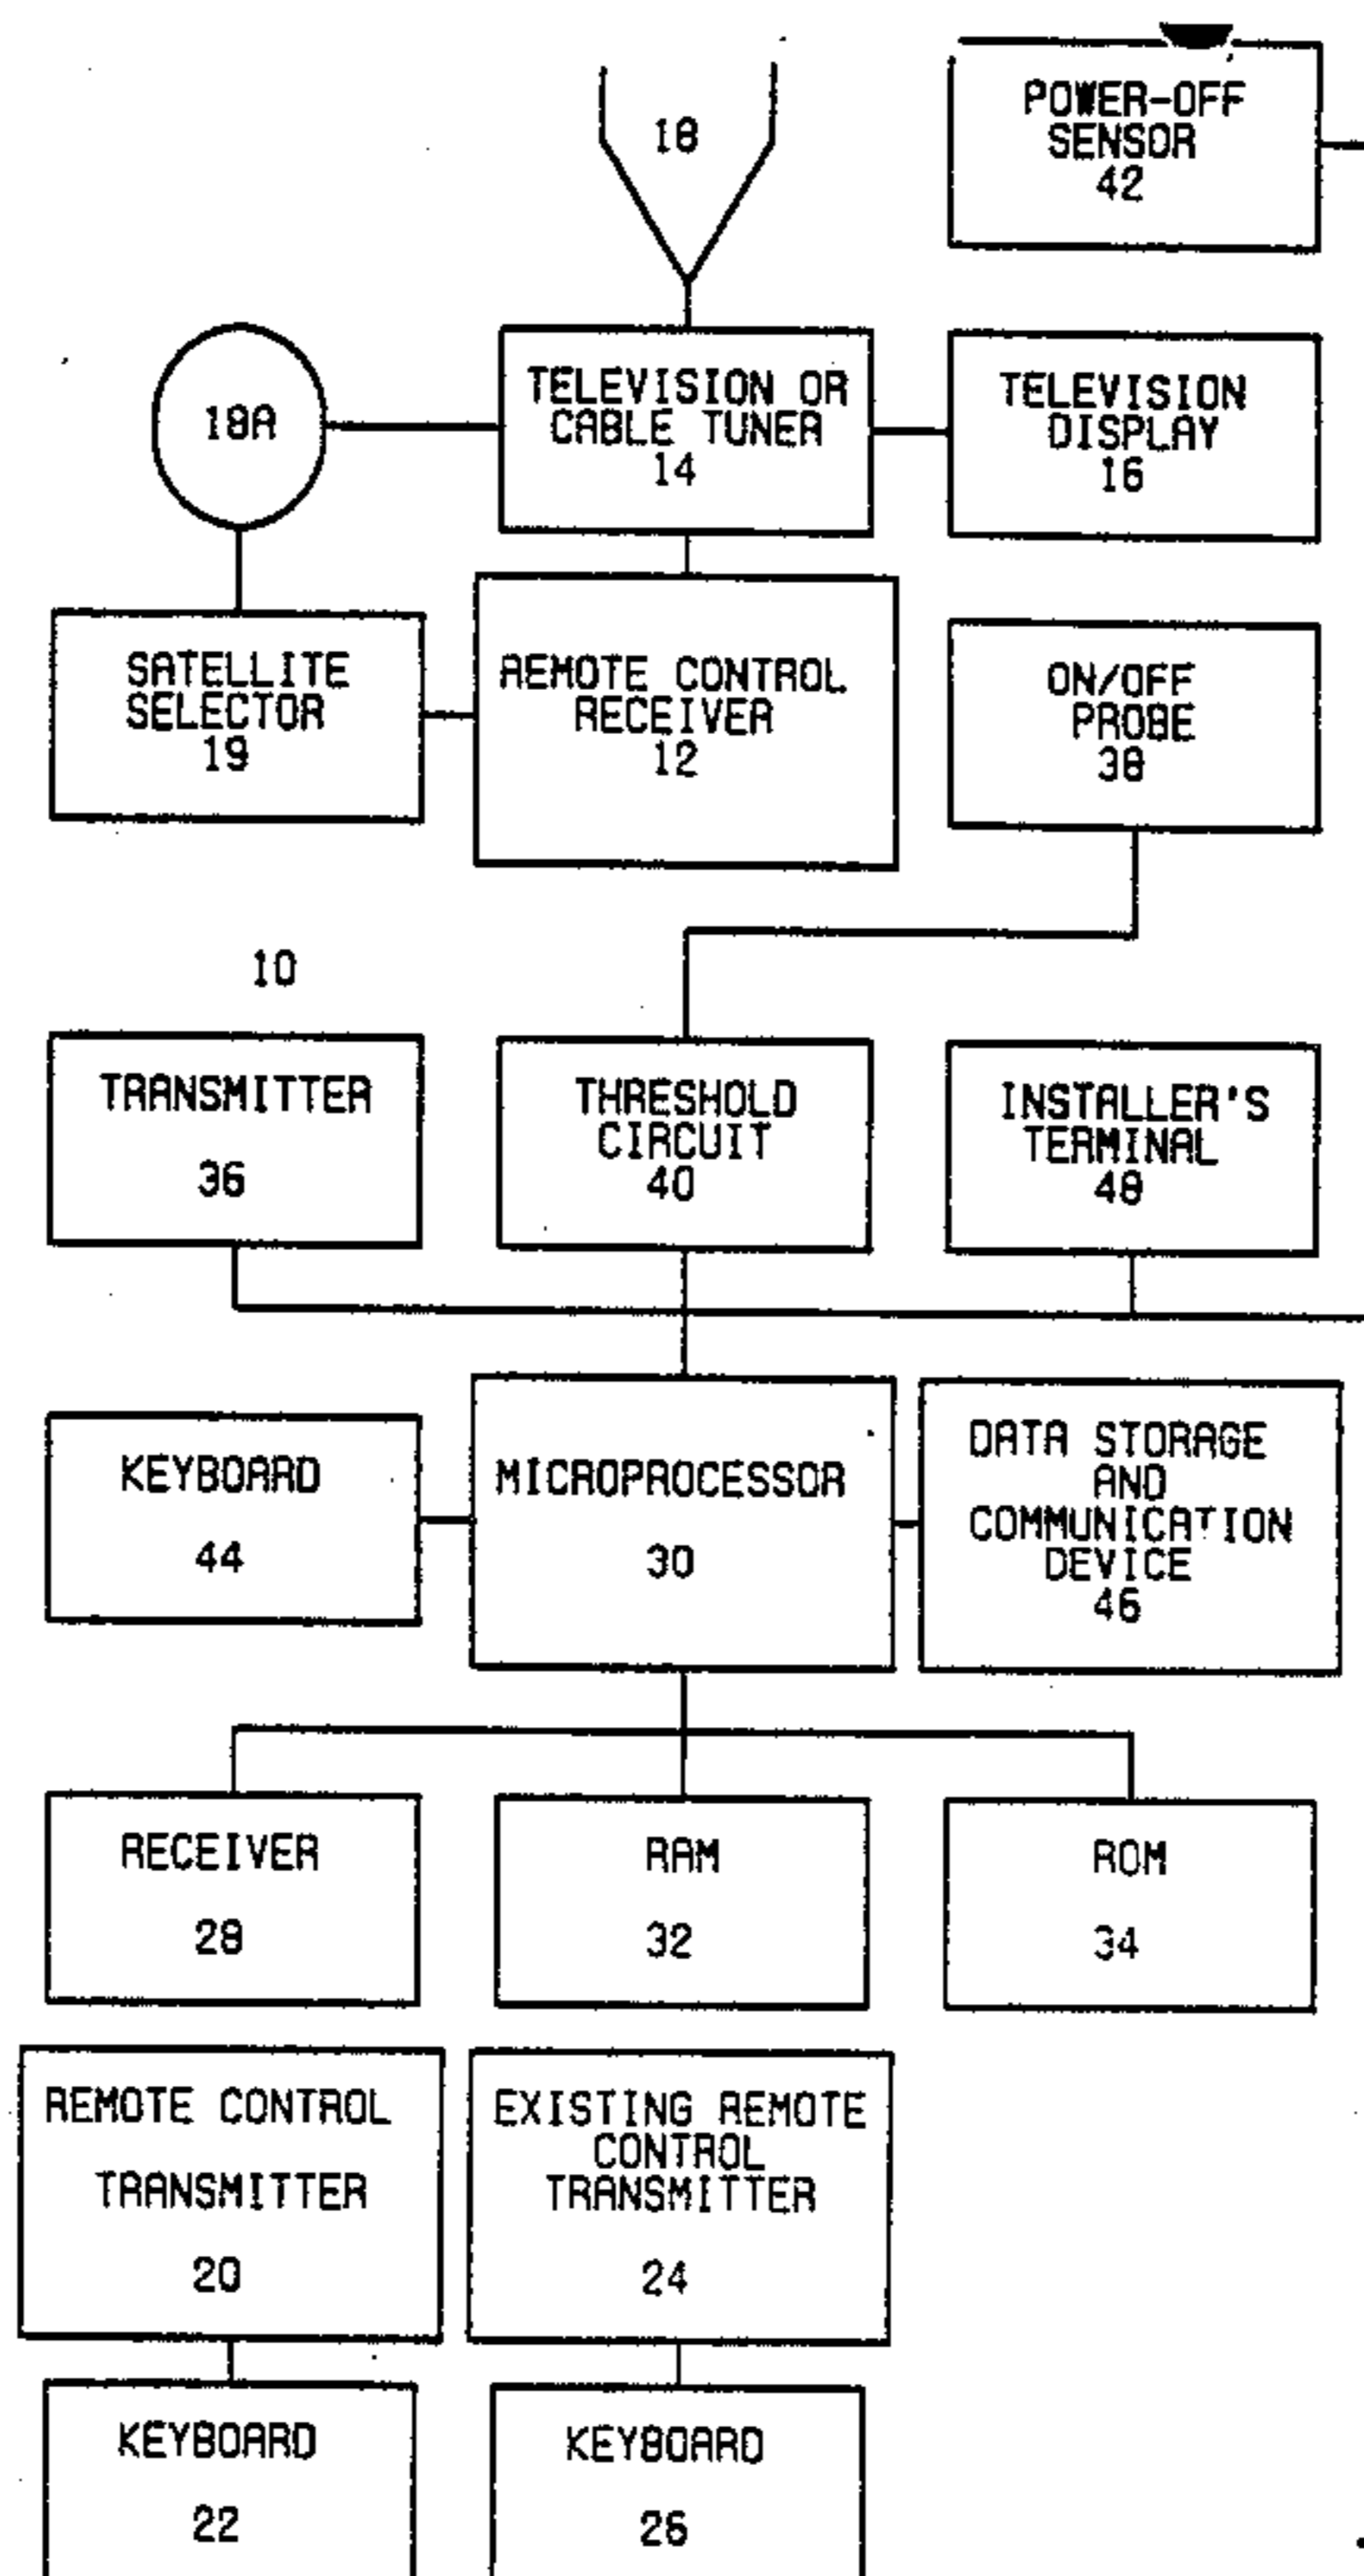 18
POWER-OFF
SENSOR
42
18A
TELEVISION OR
CABLE TUNER
14
TELEVISION
DISPLAY
16
SATELLITE
SELECTOR
19
REMOTE CONTROL
RECEIVER
12
ON/OFF
PROBE
38
10
TRANSMITTER
36
THRESHOLD
CIRCUIT
40
INSTALLER'S
TERMINAL
48
KEYBOARD
44
MICROPROCESSOR
30
DATA STORAGE
AND
COMMUNICATION
DEVICE
46
RECEIVER
28
RAM
32
ROM
34
REMOTE CONTROL
TRANSMITTER
20
EXISTING REMOTE
CONTROL
TRANSMITTER
24
KEYBOARD
22
KEYBOARD
26